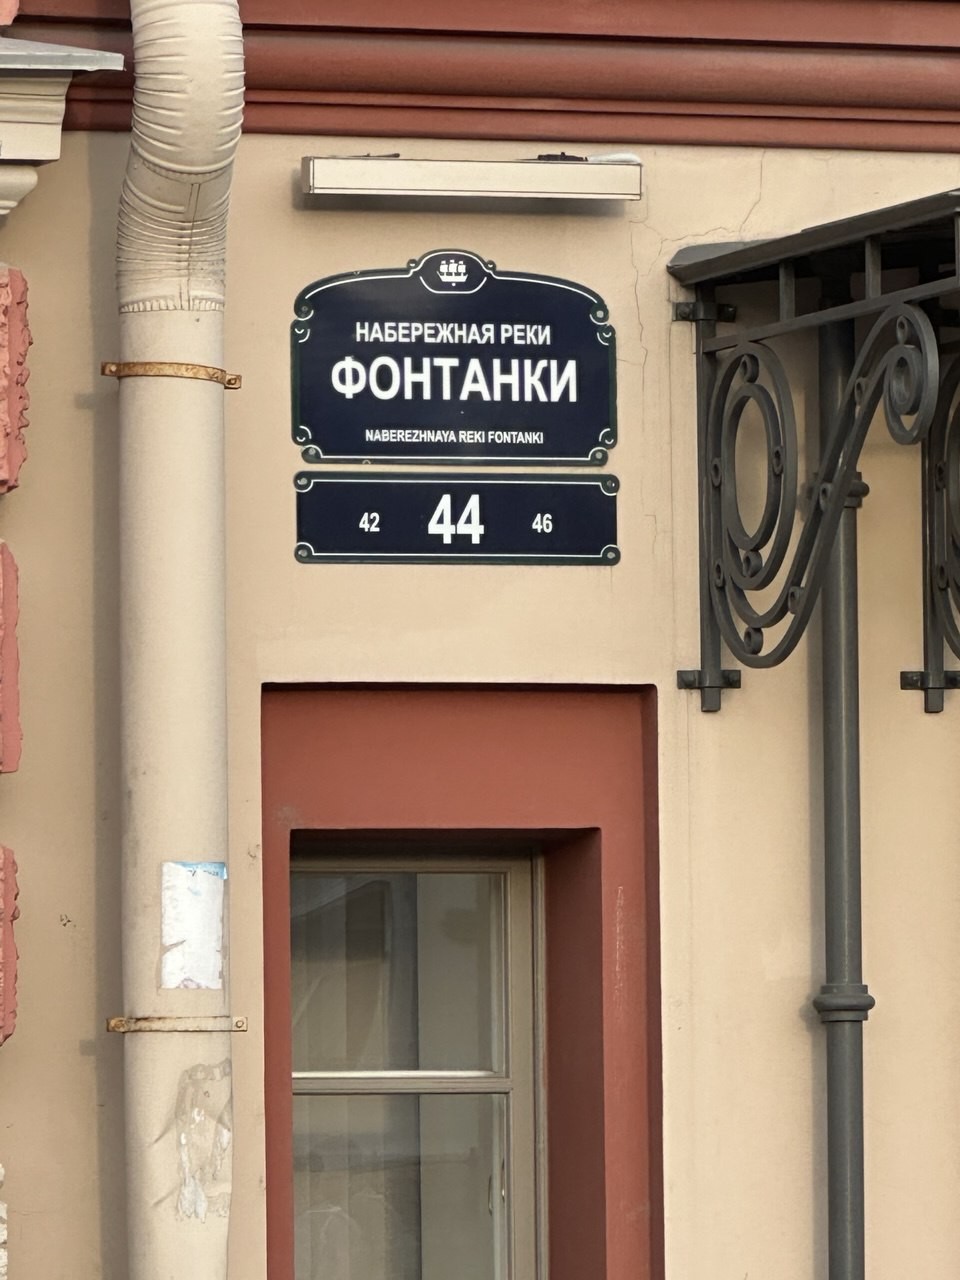 НАБЕРЕЖНАЯ РЕКИ
ФОНТАНКИ
NABEREZHNAYA REKI FONTANKI
42 44 46